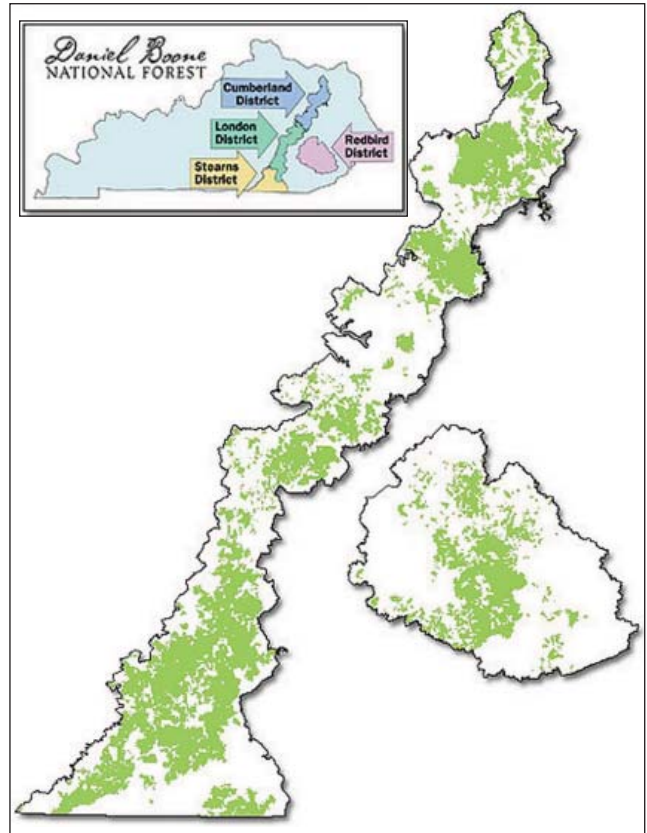 Daniel Boone
NATIONAL FOREST
Cumberland
District
London
District
Redbird
District
Stearns
District